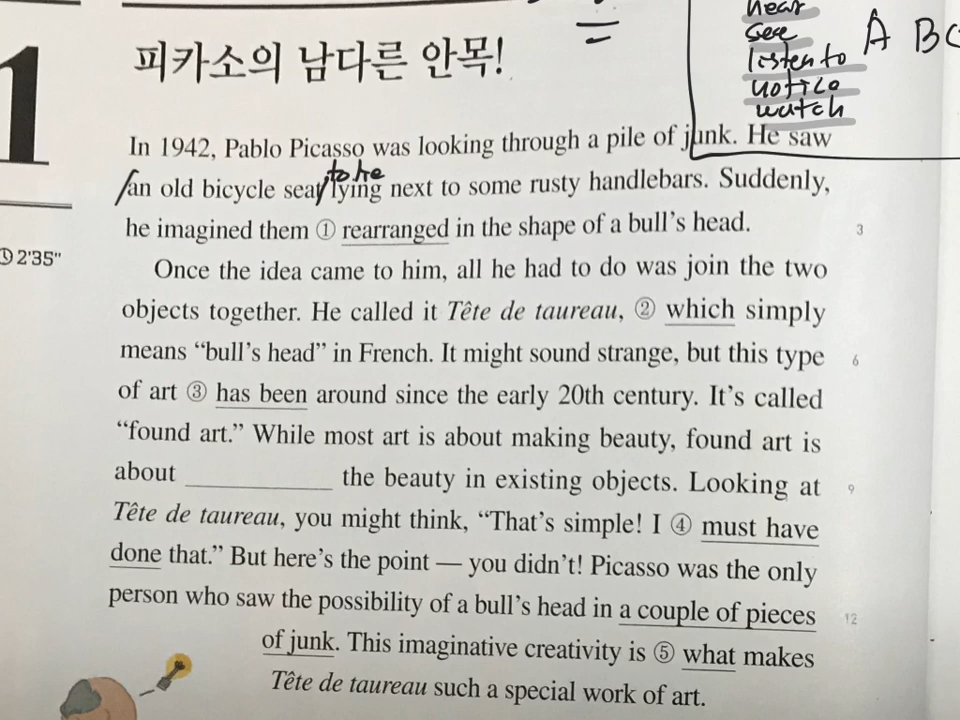 hear
see
listen to
notice
watch
A BC
=
1
피카소의 남다른 안목!
In 1942, Pablo Picasso was looking through a pile of junk. He saw
to be
an old bicycle seat lying next to some rusty handlebars. Suddenly,
he imagined them ① rearranged in the shape of a bull's head.
3
2'35"
Once the idea came to him, all he had to do was join the two
objects together. He called it Tête de taureau, ② which simply
means "bull's head" in French. It might sound strange, but this type
6
of art ③ has been around since the early 20th century. It's called
"found art." While most art is about making beauty, found art is
about __________ the beauty in existing objects. Looking at
9
Tête de taureau, you might think, "That's simple! I ④ must have
done that." But here's the point — you didn't! Picasso was the only
person who saw the possibility of a bull's head in a couple of pieces
12
of junk. This imaginative creativity is ⑤ what makes
Tête de taureau such a special work of art.